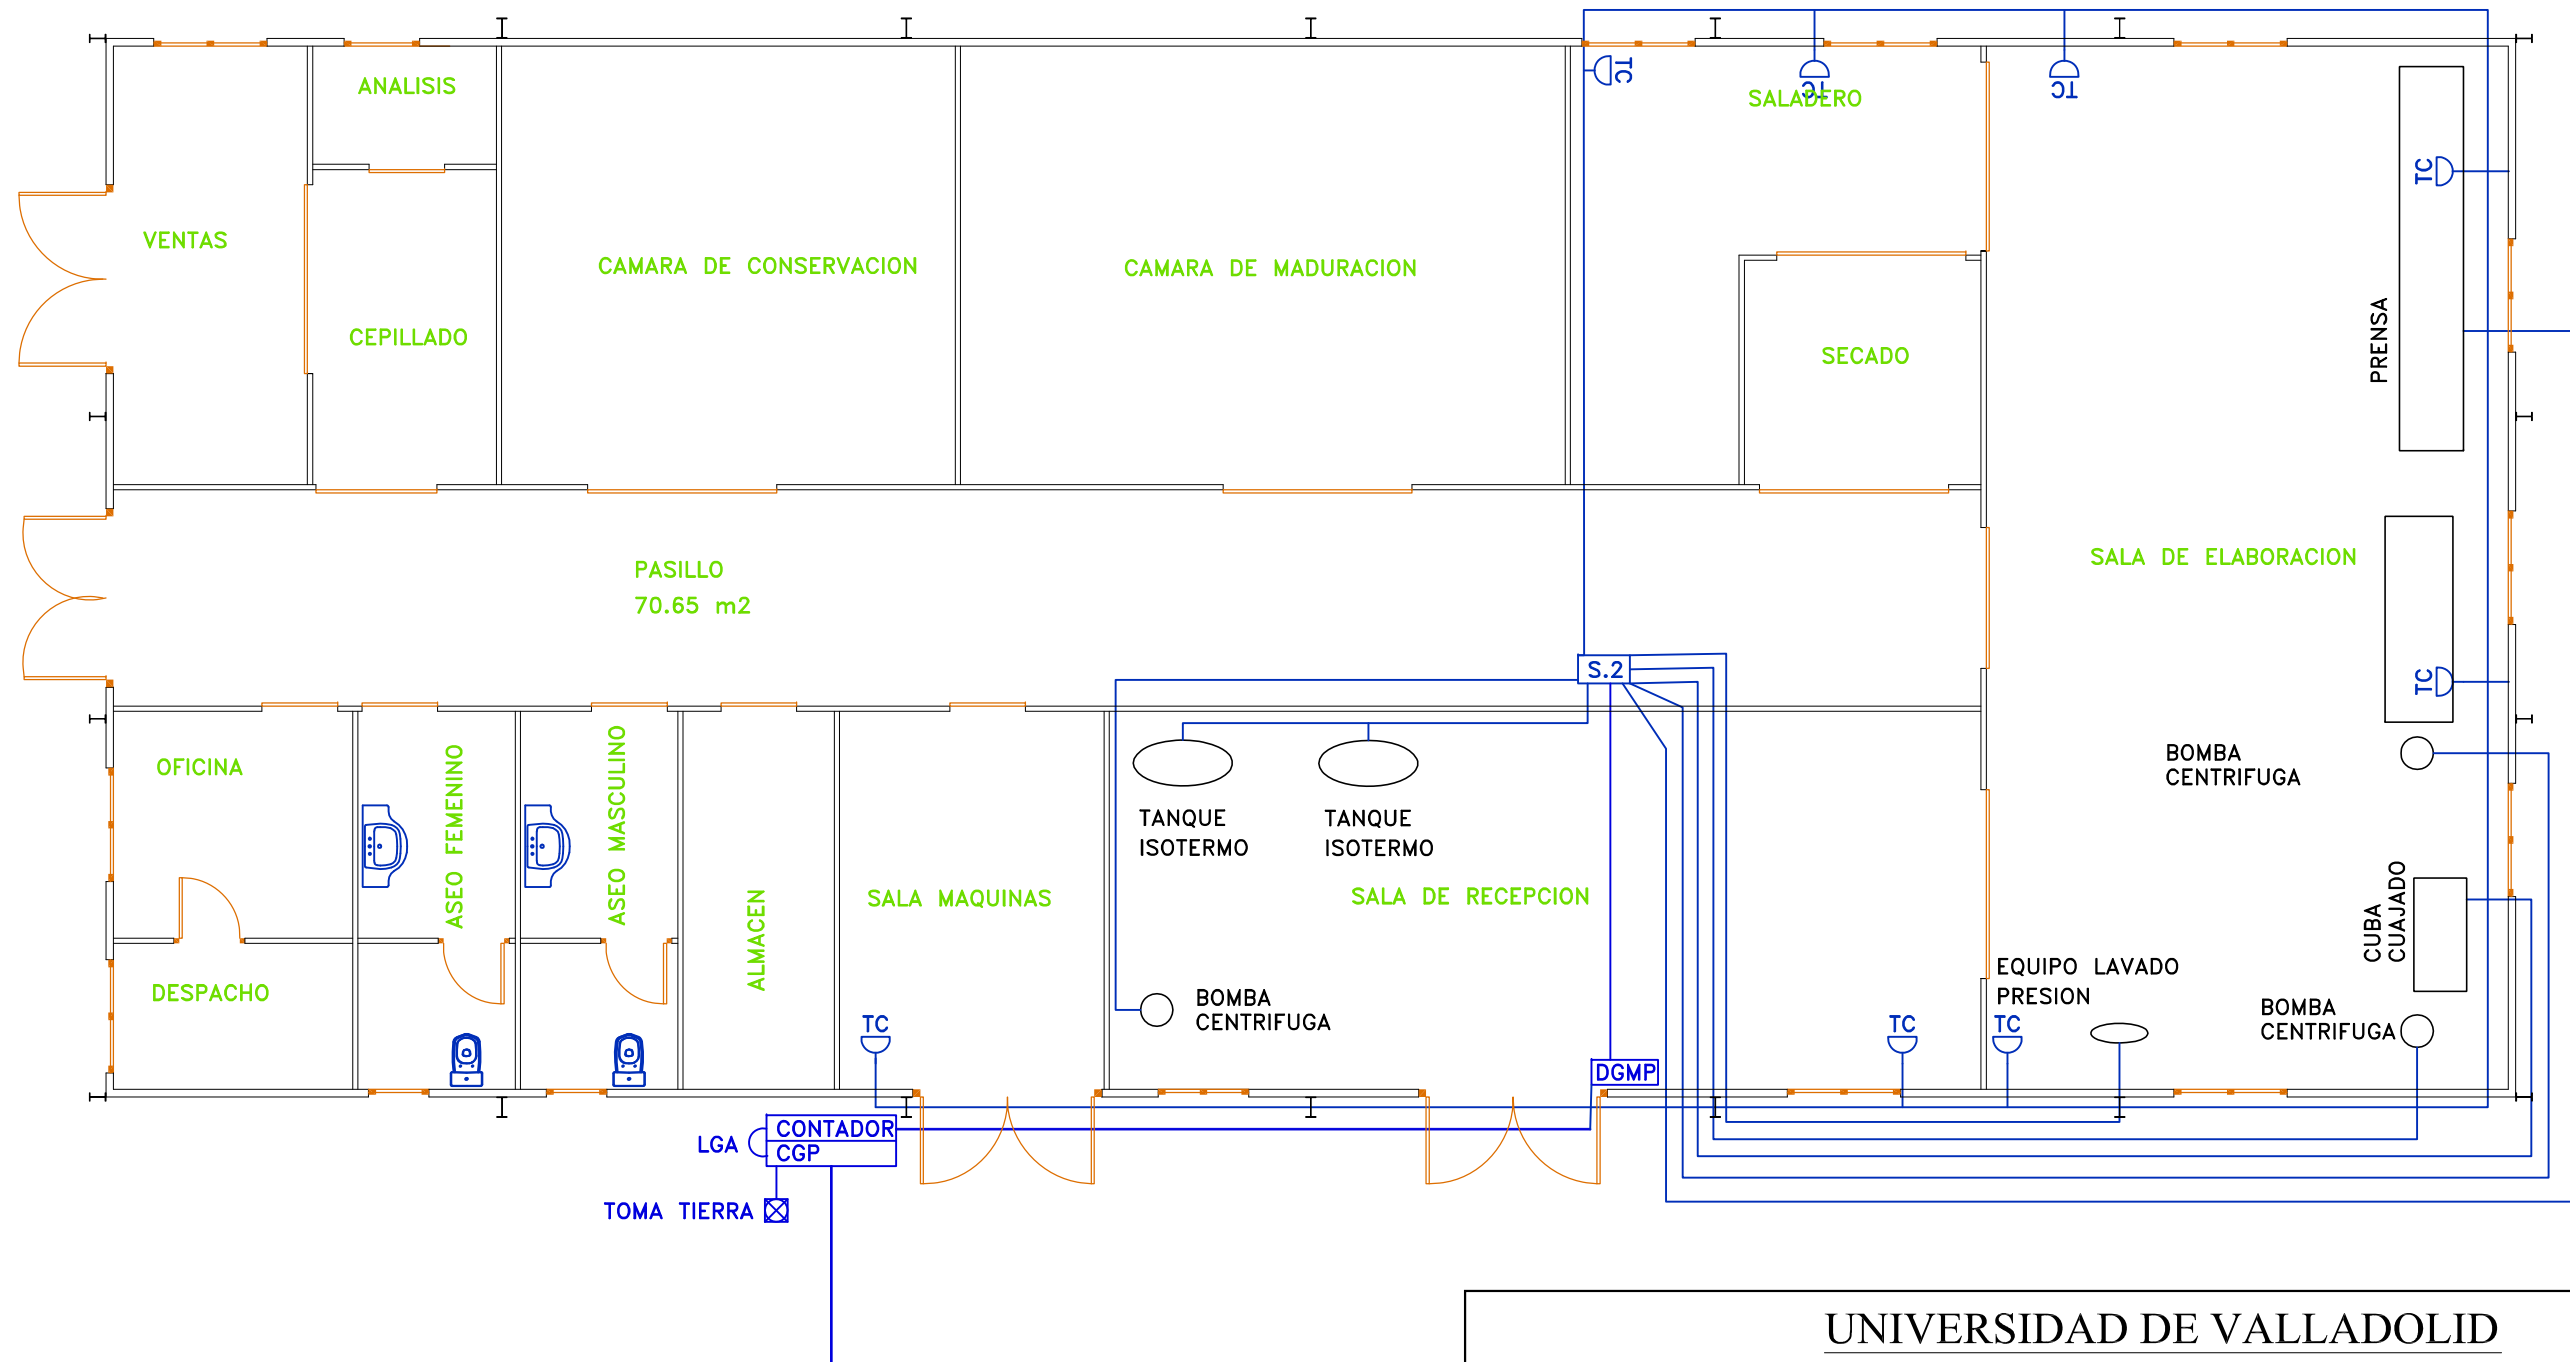 ANALISIS
VENTAS
CEPILLADO
CAMARA DE CONSERVACION
CAMARA DE MADURACION
TC
TC
SALADERO
TC
TC
SECADO
PRENSA
SALA DE ELABORACION
PASILLO
70.65 m2
S.2
TC
BOMBA
CENTRIFUGA
OFICINA
ASEO FEMENINO
ASEO MASCULINO
ALMACEN
SALA MAQUINAS
TANQUE
ISOTERMO
TANQUE
ISOTERMO
SALA DE RECEPCION
CUBA
CUAJADO
EQUIPO LAVADO
PRESION
DESPACHO
BOMBA
CENTRIFUGA
BOMBA
CENTRIFUGA
TC
TC
TC
DGMP
LGA
CONTADOR
CGP
TOMA TIERRA
UNIVERSIDAD DE VALLADOLID